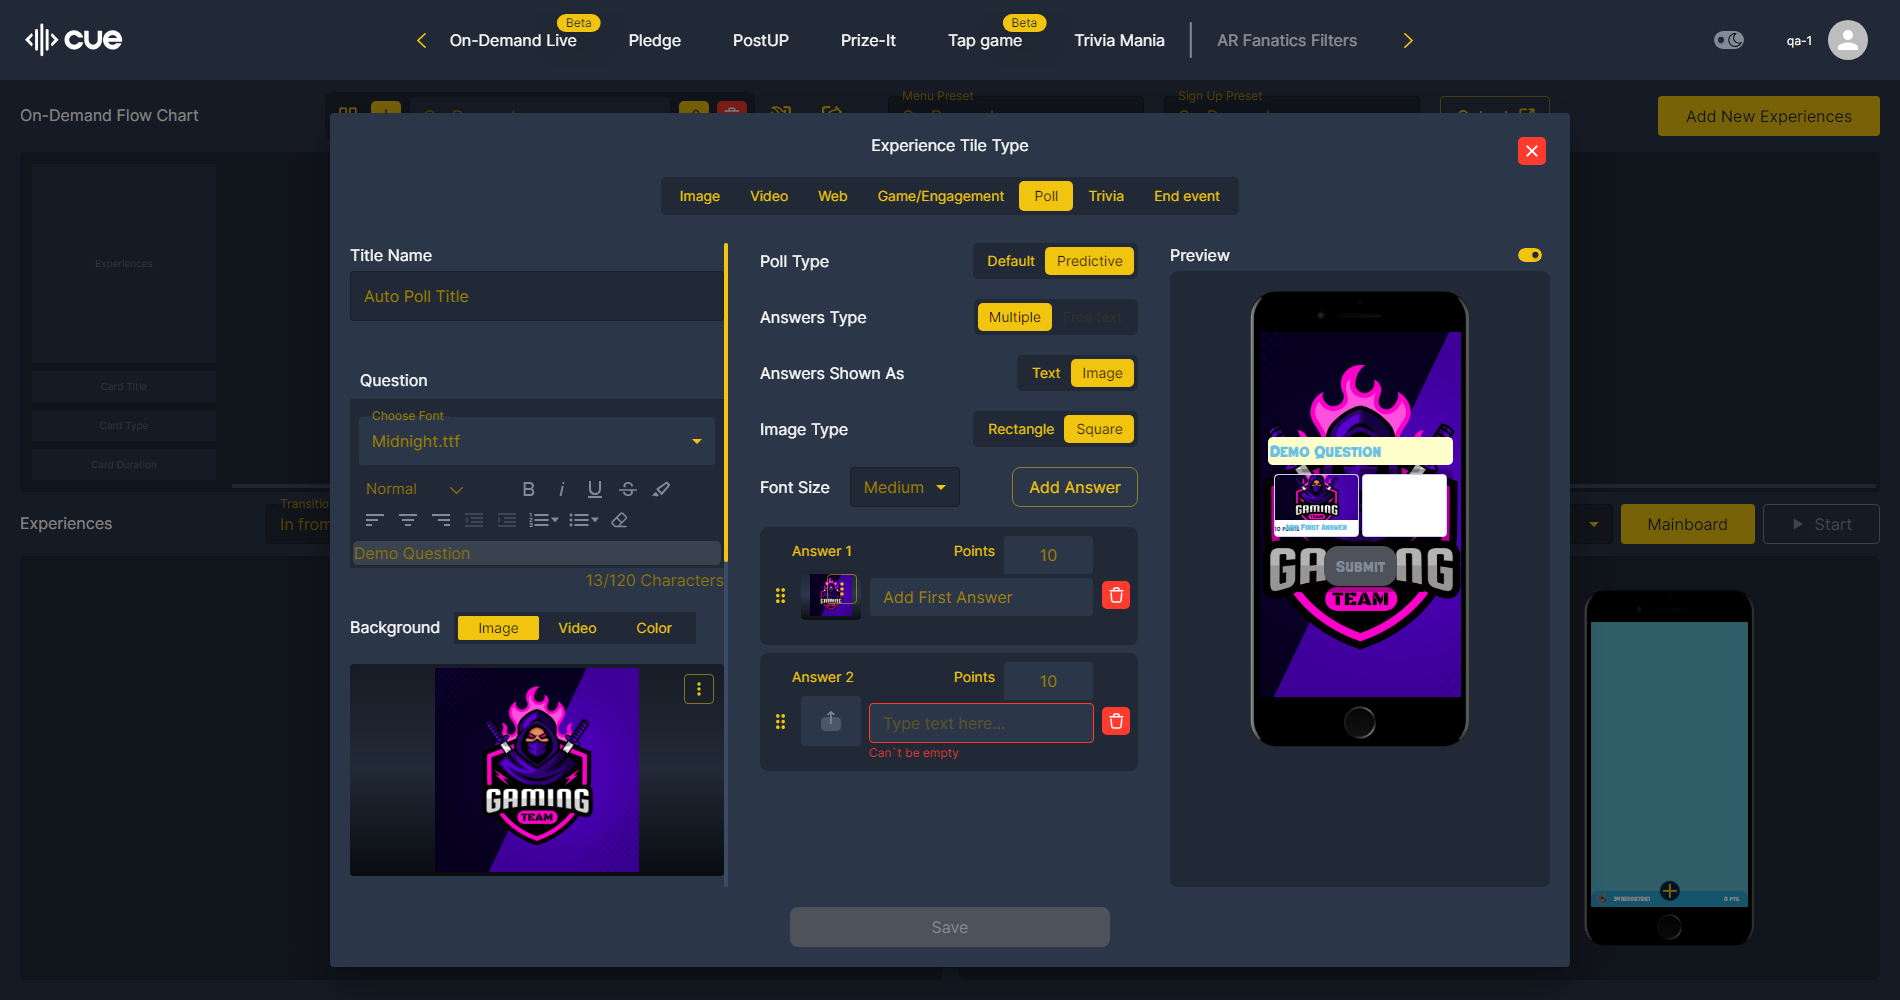 cue
On-Demand Live
Beta
Pledge
PostUP
Prize-It
Tap game
Beta
Trivia Mania
AR Fanatics Filters
qa-1
On-Demand Flow Chart
Menu Preset
Sign Up Preset
Add New Experiences
Experiences
Card Title
Card Type
Card Duration
Experiences
In from
Mainboard
Start
0 PTS.
Experience Tile Type
Image
Video
Web
Game/Engagement
Poll
Trivia
End event
Title Name
Auto Poll Title
Question
Choose Font
Midnight.ttf
Normal
B i U S
Demo Question
13/120 Characters
Background
Image
Video
Color
GAMING
TEAM
Poll Type
Default
Predictive
Answers Type
Multiple
Free text
Answers Shown As
Text
Image
Image Type
Rectangle
Square
Font Size
Medium
Add Answer
Answer 1
Points
10
GAMING
Add First Answer
Answer 2
Points
10
Type text here...
Can`t be empty
Preview
Demo Question
GAMING
10 POINTS
Add First Answer
GAMING
Submit
TEAM
Save